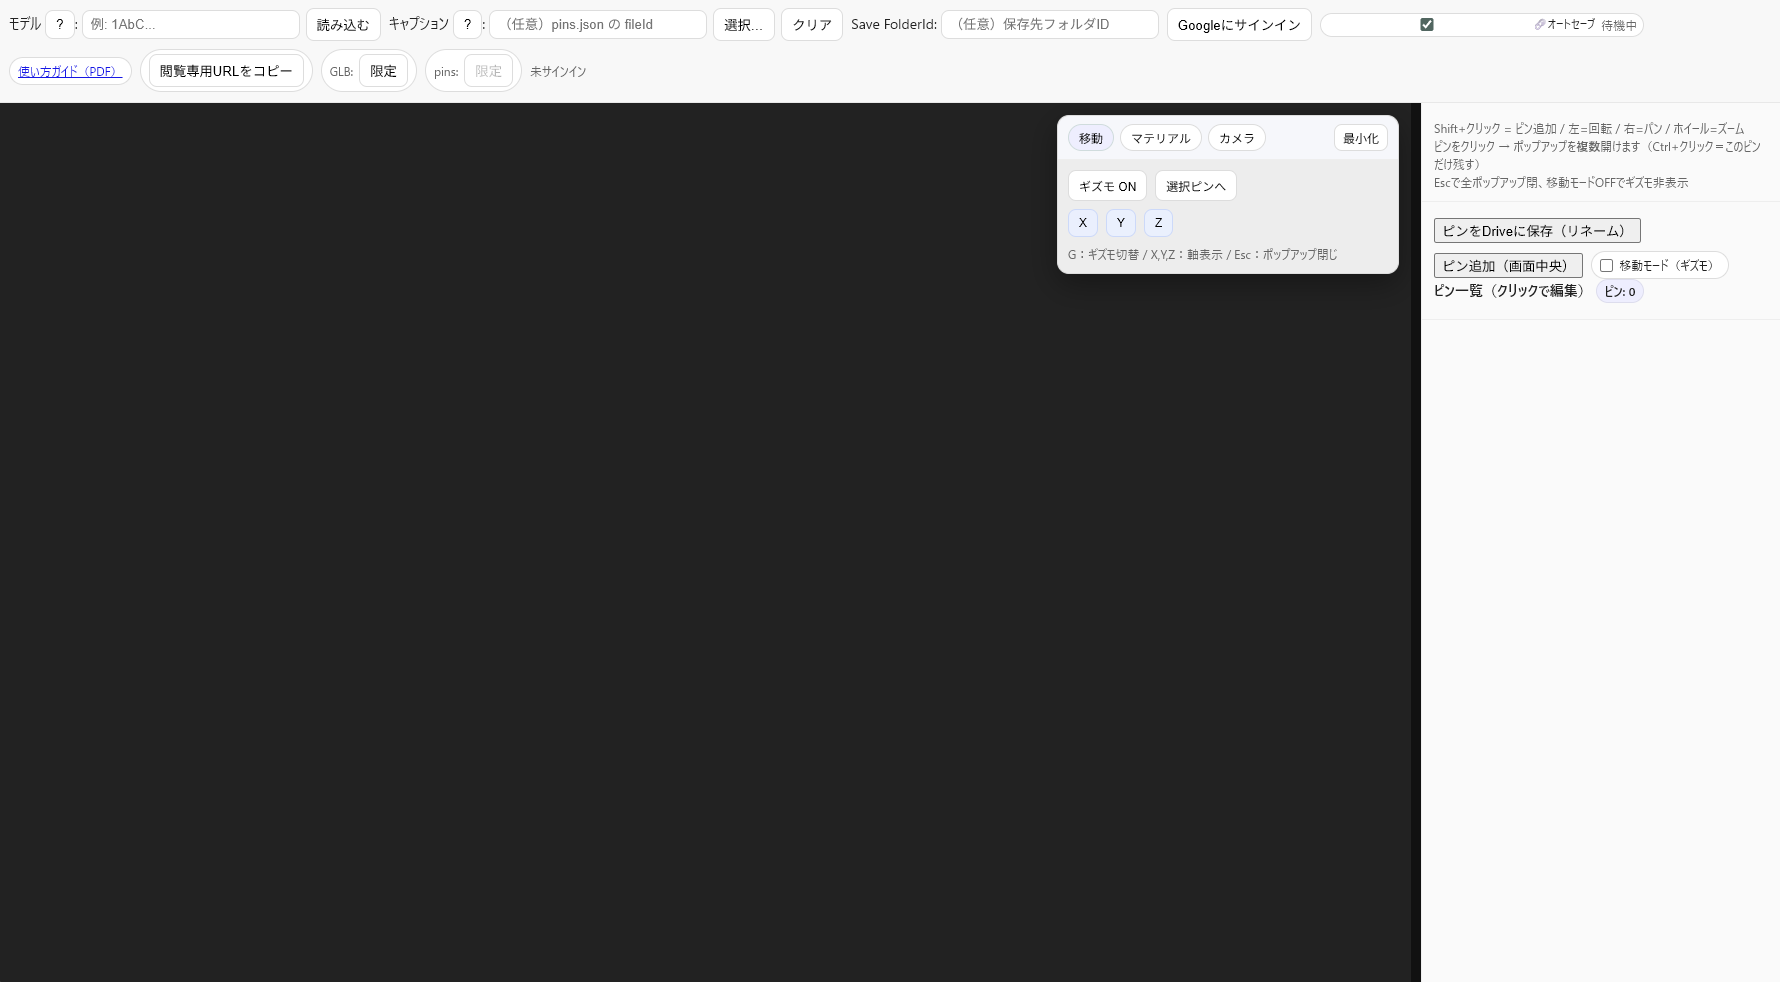 モデル ? : 例: 1AbC... 読み込む キャプション ? : （任意）pins.json の fileId 選択... クリア Save FolderId: （任意）保存先フォルダID Googleにサインイン 🔗オートセーブ 待機中
使い方ガイド（PDF） 閲覧専用URLをコピー GLB: 限定 pins: 限定 未サインイン
移動 マテリアル カメラ 最小化
ギズモ ON 選択ピンへ
X Y Z
G：ギズモ切替 / X,Y,Z：軸表示 / Esc：ポップアップ閉じ
Shift+クリック = ピン追加 / 左=回転 / 右=パン / ホイール=ズーム
ピンをクリック → ポップアップを複数開けます（Ctrl+クリック＝このピン
だけ残す）
Escで全ポップアップ閉、移動モードOFFでギズモ非表示
ピンをDriveに保存（リネーム）
ピン追加（画面中央） 移動モード（ギズモ）
ピン一覧（クリックで編集） ピン: 0